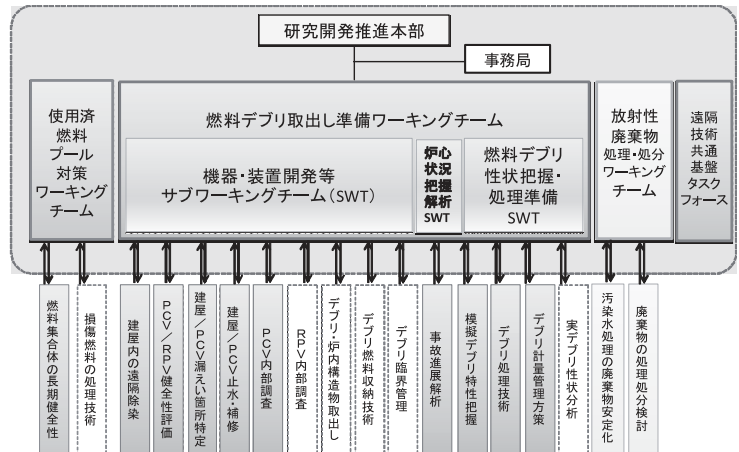 研究開発推進本部
事務局
使用済
燃料
プール
対策
ワーキング
チーム
燃料デブリ取出し準備ワーキングチーム
機器・装置開発等
サブワーキングチーム（SWT）
炉心
状況
把握
解析
SWT
燃料デブリ
性状把握・
処理準備
SWT
放射性
廃棄物
処理・処分
ワーキング
チーム
遠隔
技術
共通
基盤
タスク
フォース
燃料集合体の長期健全性
損傷燃料の処理技術
建屋内の遠隔除染
PCV／RPV健全性評価
建屋／PCV漏えい箇所特定
建屋／PCV止水・補修
PCV内部調査
RPV内部調査
デブリ・炉内構造物取出し
デブリ燃料収納技術
デブリ臨界管理
事故進展解析
模擬デブリ特性把握
デブリ処理技術
デブリ計量管理方策
実デブリ性状分析
汚染水処理の廃棄物安定化
廃棄物の処理処分検討